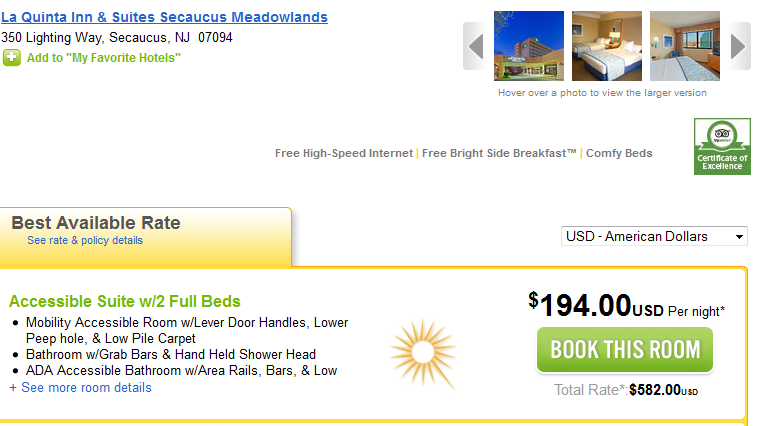 La Quinta Inn & Suites Secaucus Meadowlands
350 Lighting Way, Secaucus, NJ  07094
Add to "My Favorite Hotels"
Hover over a photo to view the larger version
Free High-Speed Internet | Free Bright Side Breakfast™ | Comfy Beds
Certificate of
Excellence
Best Available Rate
See rate & policy details
USD - American Dollars
Accessible Suite w/2 Full Beds
$194.00USD Per night*
• Mobility Accessible Room w/Lever Door Handles, Lower
Peep hole, & Low Pile Carpet
• Bathroom w/Grab Bars & Hand Held Shower Head
• ADA Accessible Bathroom w/Area Rails, Bars, & Low
+ See more room details
BOOK THIS ROOM
Total Rate*:$582.00USD